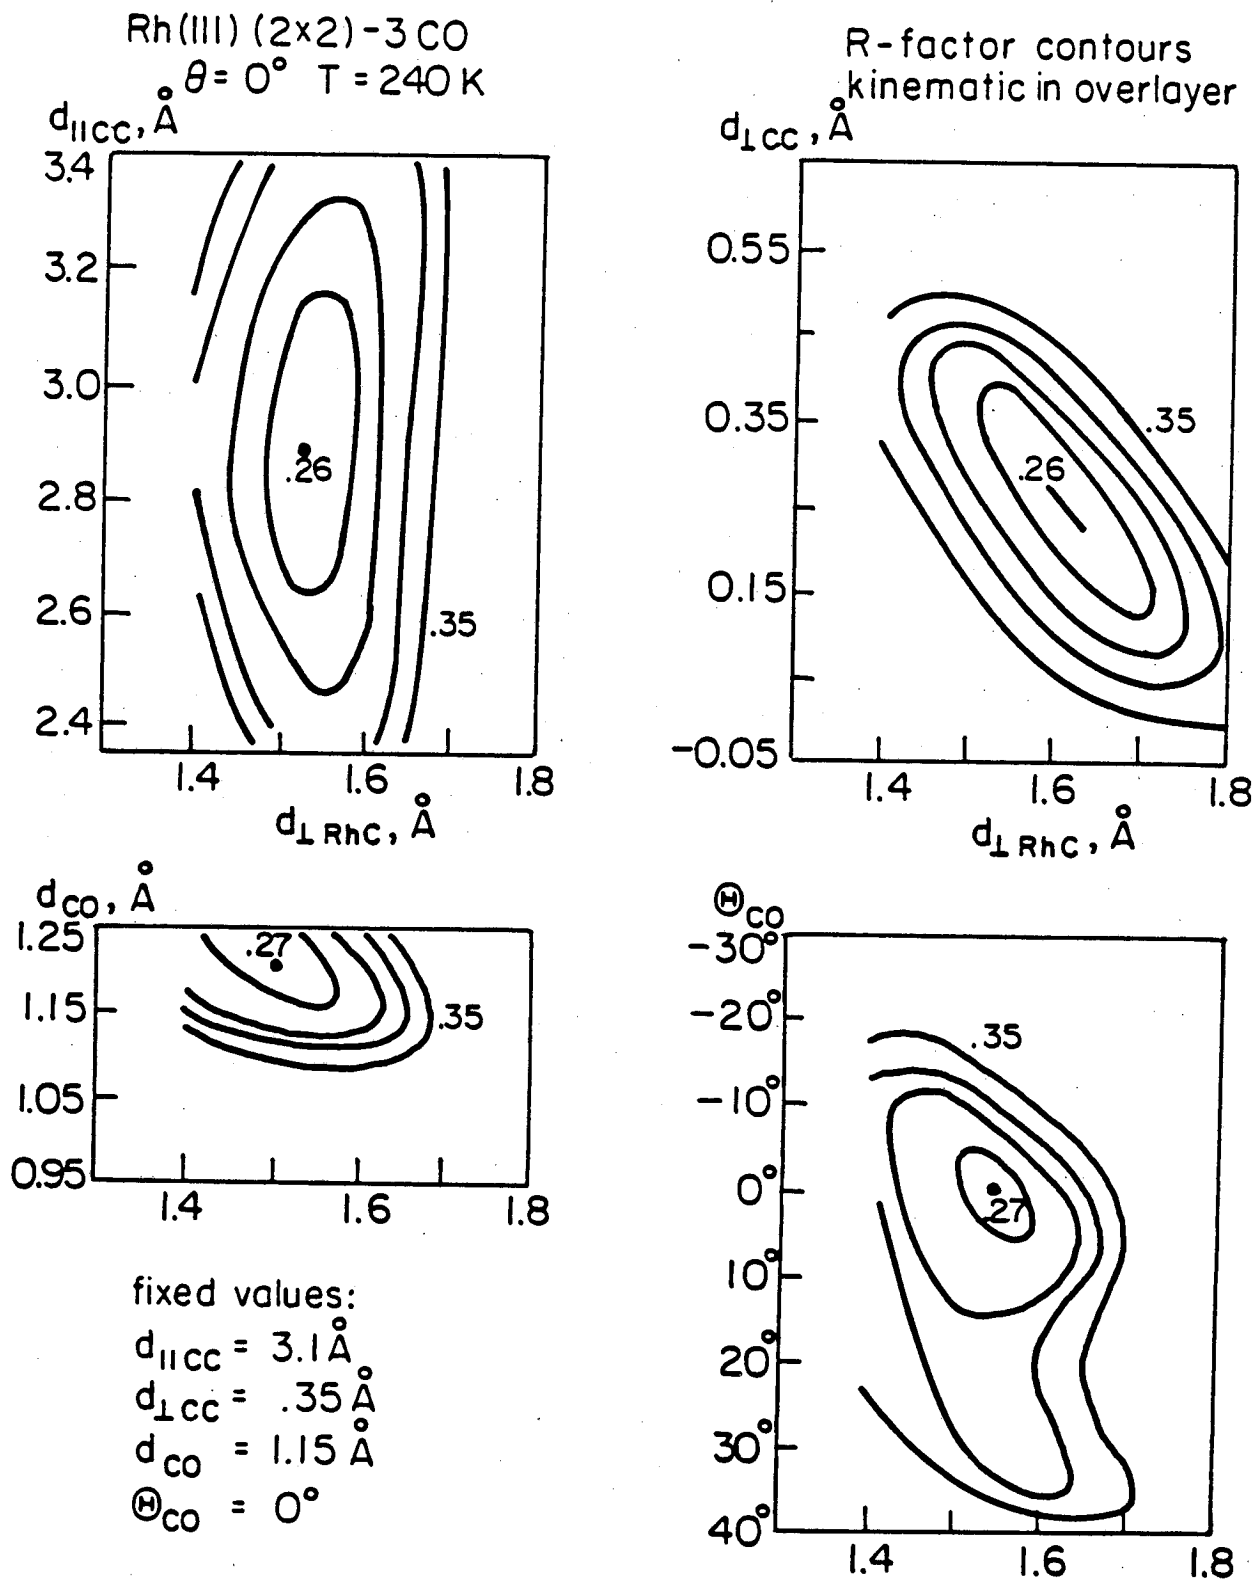 Rh(III) (2×2)-3 CO
θ= 0° T = 240 K
R-factor contours
kinematic in overlayer
d||CC, Å
3.4
3.2
3.0
2.8
2.6
2.4
.26
.35
1.4 1.6 1.8
d⊥RhC, Å
d⊥CC, Å
0.55
0.35
0.15
-0.05
.35
.26
1.4 1.6 1.8
d⊥RhC, Å
dCO, Å
1.25
1.15
1.05
0.95
.27
.35
1.4 1.6 1.8
ΘCO
-30°
-20°
-10°
0°
10°
20°
30°
40°
.35
.27
1.4 1.6 1.8
fixed values:
d||CC = 3.1 Å
d⊥CC = .35 Å
dCO = 1.15 Å
ΘCO = 0°